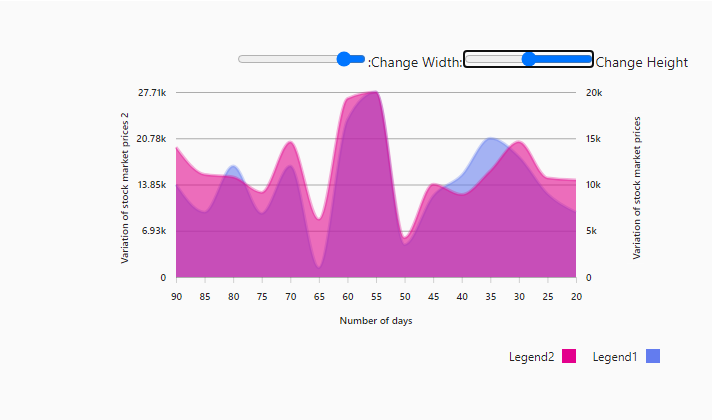 :Change Width:
Change Height
27.71k
20.78k
13.85k
6.93k
0
Variation of stock market prices 2
20k
15k
10k
5k
0
Variation of stock market prices
90 85 80 75 70 65 60 55 50 45 40 35 30 25 20
Number of days
Legend2 Legend1